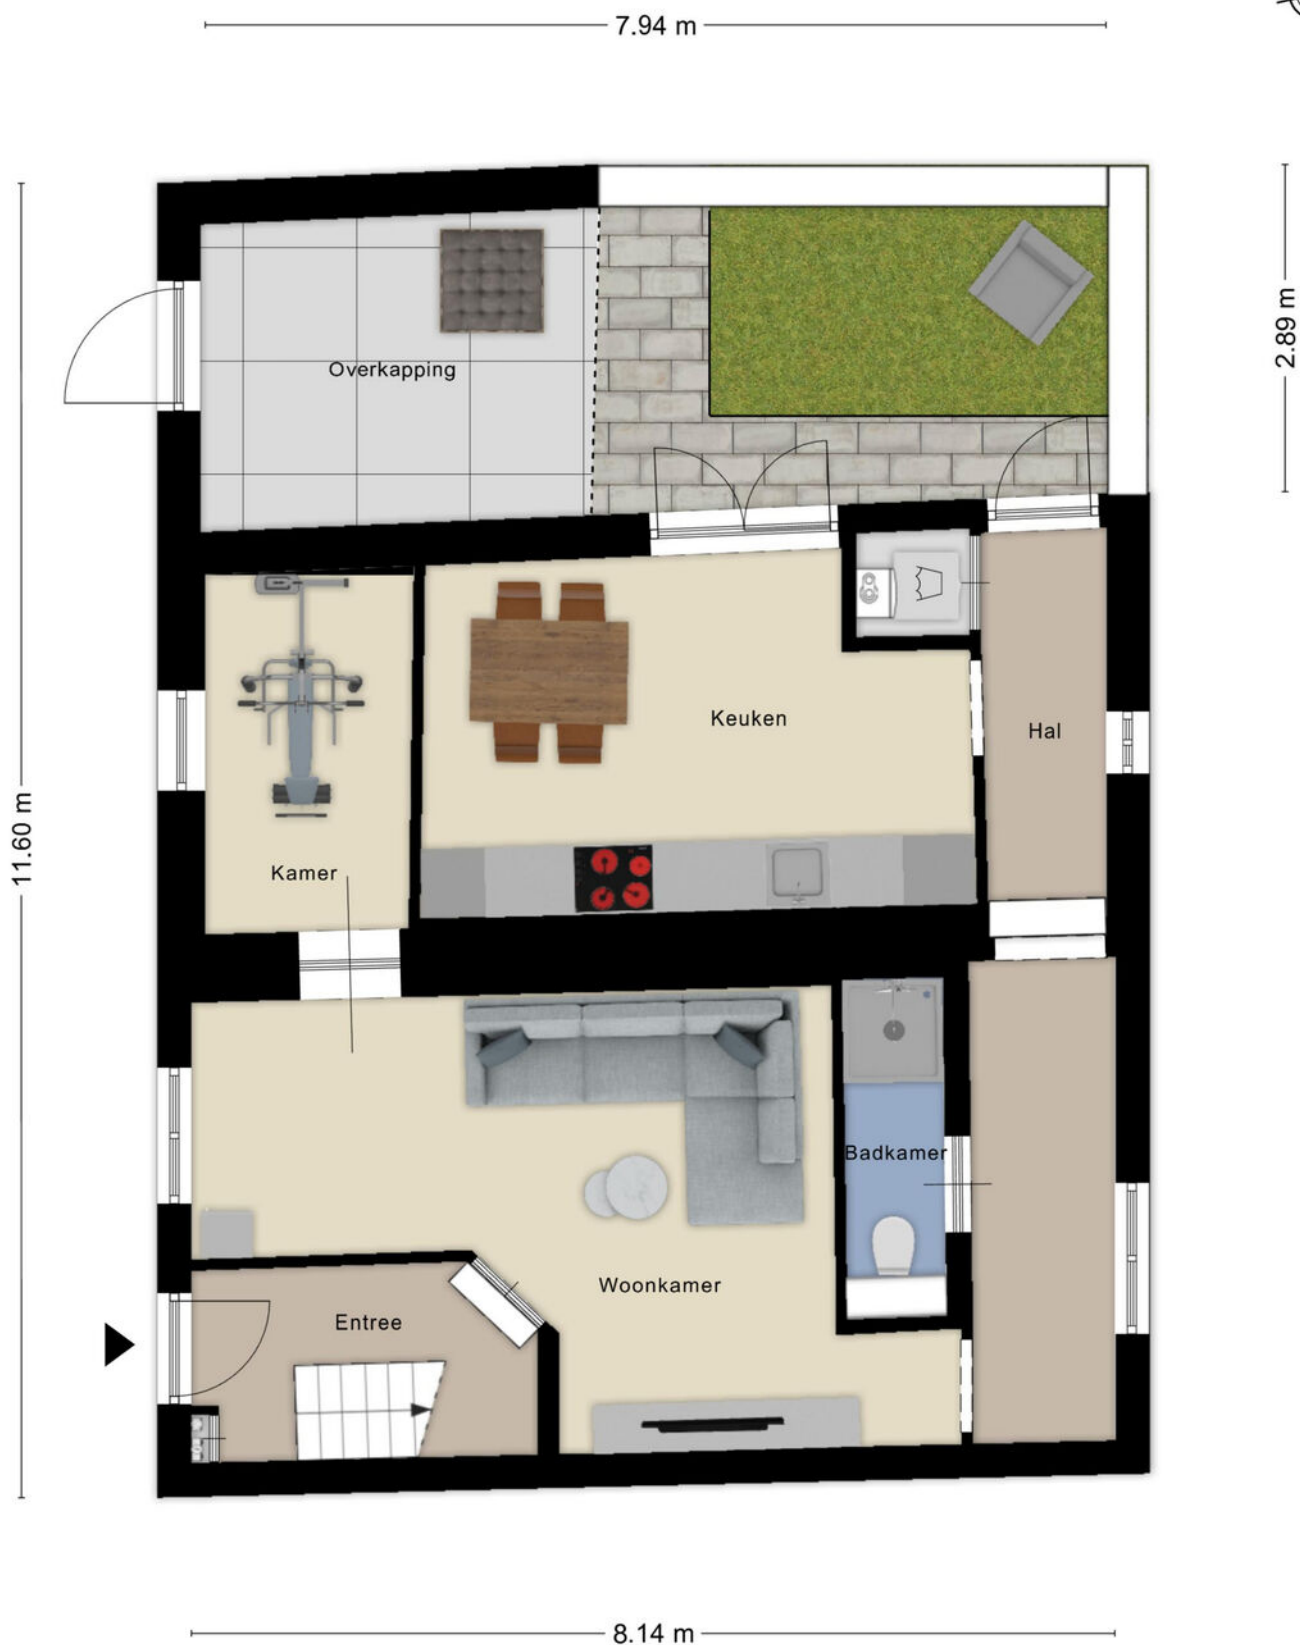 7.94 m
2.89 m
Overkapping
Keuken
Hal
11.60 m
Kamer
Badkamer
Woonkamer
Entree
8.14 m